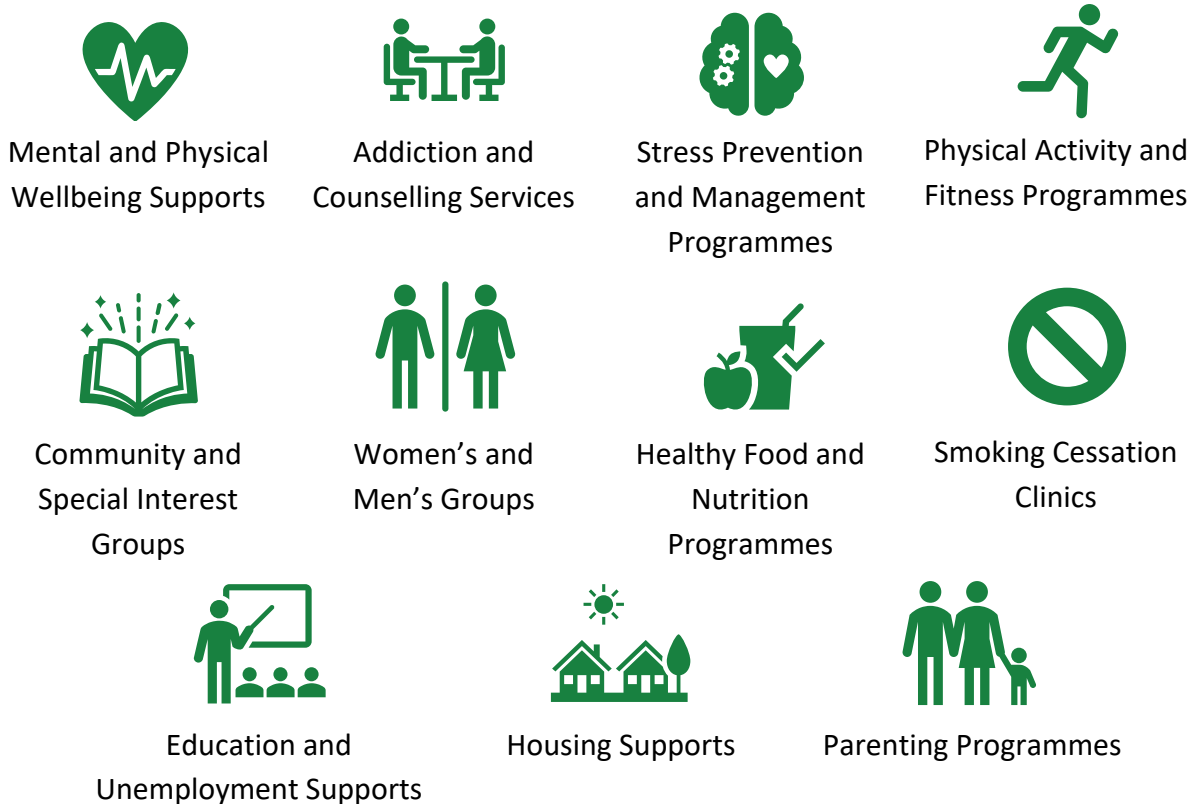 Mental and Physical
Wellbeing Supports
Addiction and
Counselling Services
Stress Prevention
and Management
Programmes
Physical Activity and
Fitness Programmes
Community and
Special Interest
Groups
Women’s and
Men’s Groups
Healthy Food and
Nutrition
Programmes
Smoking Cessation
Clinics
Education and
Unemployment Supports
Housing Supports
Parenting Programmes